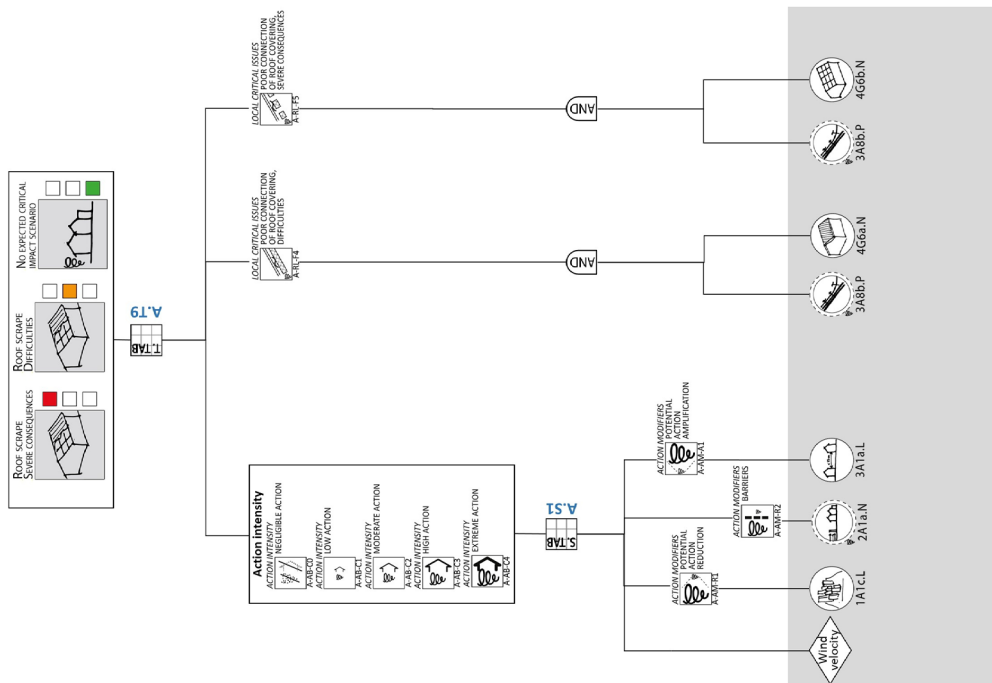 ROOF SCRAPE
SEVERE CONSEQUENCES
ROOF SCRAPE
DIFFICULTIES
NO EXPECTED CRITICAL
IMPACT SCENARIO
T. TAB
A.T9
Action intensity
ACTION INTENSITY
NEGLIGIBLE ACTION
A-AB-C0
ACTION INTENSITY
LOW ACTION
A-AB-C1
ACTION INTENSITY
MODERATE ACTION
A-AB-C2
ACTION INTENSITY
HIGH ACTION
A-AB-C3
ACTION INTENSITY
EXTREME ACTION
A-AB-C4
LOCAL CRITICAL ISSUES
POOR CONNECTION
OF ROOF COVERING,
DIFFICULTIES
A-RL-F4
LOCAL CRITICAL ISSUES
POOR CONNECTION
OF ROOF COVERING,
SEVERE CONSEQUENCES
A-RL-F5
S. TAB
A.S1
ACTION MODIFIERS
POTENTIAL
ACTION
REDUCTION
A-AM-R1
ACTION MODIFIERS
BARRIERS
A-AM-R2
ACTION MODIFIERS
POTENTIAL
ACTION
AMPLIFICATION
A-AM-A1
AND
AND
Wind
velocity
1A1c.L
2A1a.N
3A1a.L
3A8b.P
4G6a.N
3A8b.P
4G6b.N